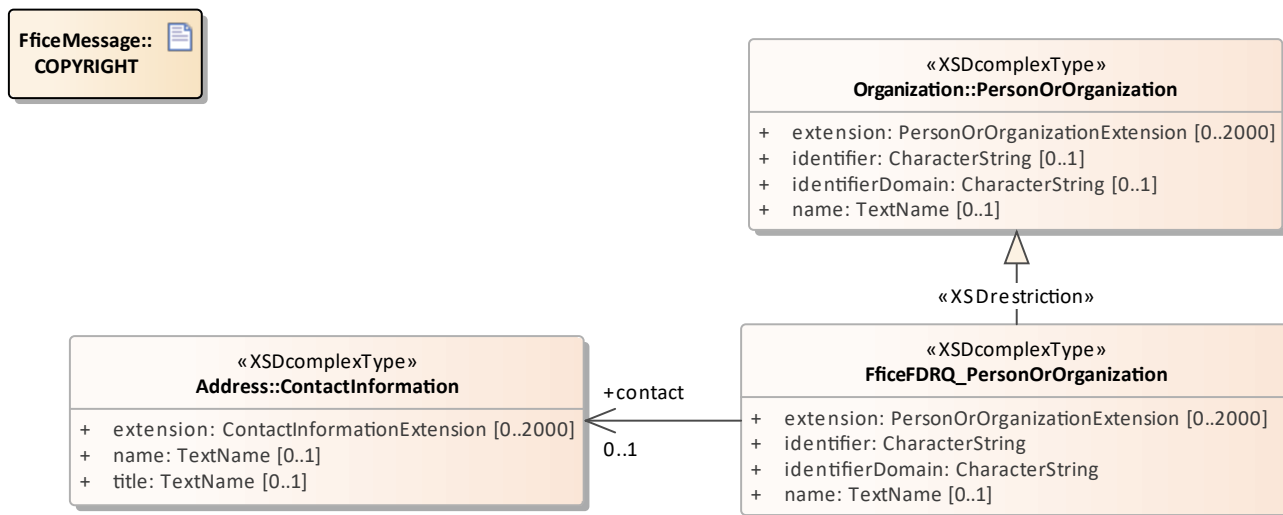 FficeMessage::
COPYRIGHT
«XSDcomplexType»
Organization::PersonOrOrganization
+ extension: PersonOrOrganizationExtension [0..2000]
+ identifier: CharacterString [0..1]
+ identifierDomain: CharacterString [0..1]
+ name: TextName [0..1]
«XSDrestriction»
«XSDcomplexType»
Address::ContactInformation
+ extension: ContactInformationExtension [0..2000]
+ name: TextName [0..1]
+ title: TextName [0..1]
+contact
0..1
«XSDcomplexType»
FficeFDRQ_PersonOrOrganization
+ extension: PersonOrOrganizationExtension [0..2000]
+ identifier: CharacterString
+ identifierDomain: CharacterString
+ name: TextName [0..1]